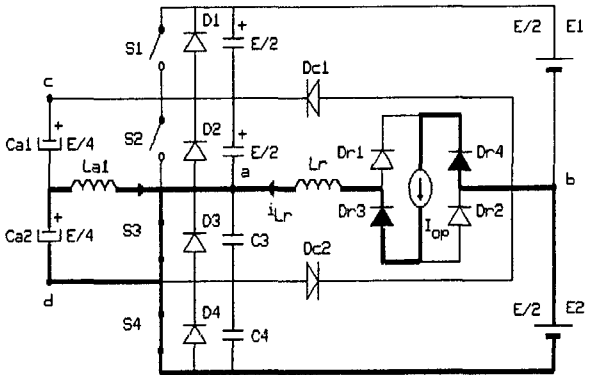 D1
E/2
E1
S1
+
E/2
Dc1
c
+
S2
D2
+
Ca1
E/4
E/2
Dr1
Dr4
La1
a
Lr
b
iLr
+
S3
D3
Dr3
Iop
Dr2
Ca2
E/4
C3
Dc2
d
S4
D4
C4
E/2
E2